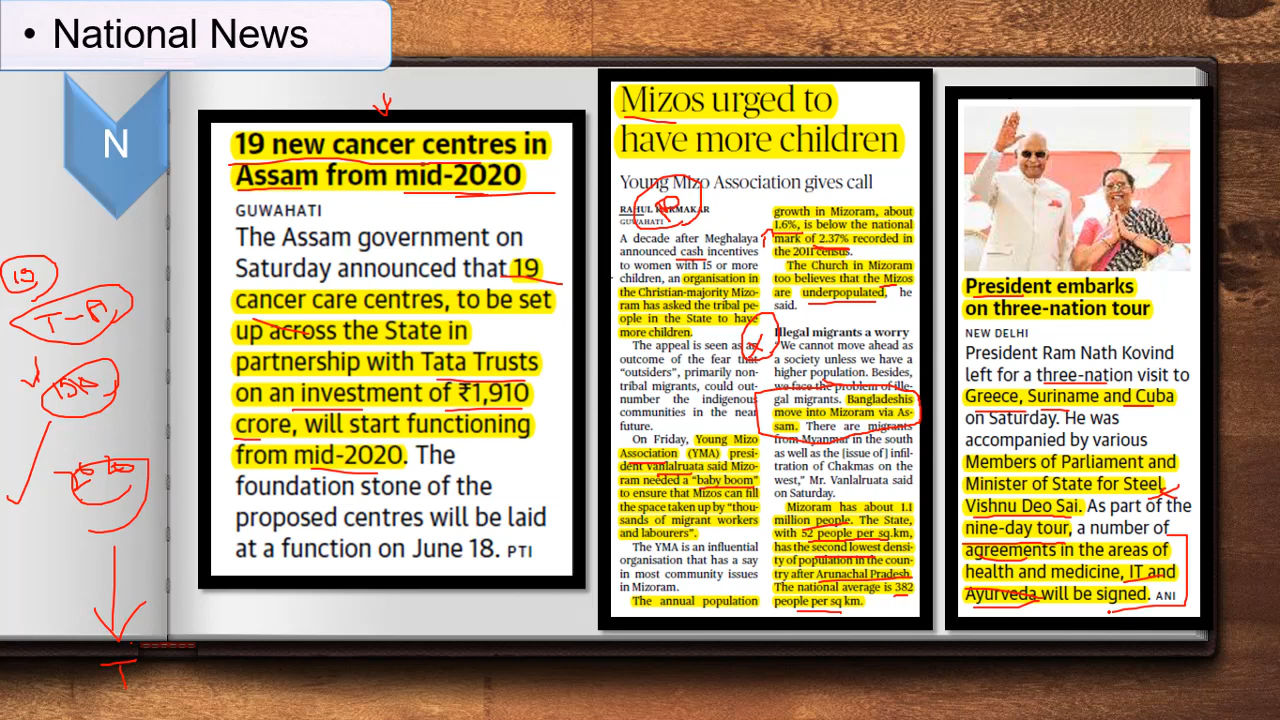 • National News
N
19 new cancer centres in
Assam from mid-2020
GUWAHATI
The Assam government on
Saturday announced that 19
cancer care centres, to be set
up across the State in
partnership with Tata Trusts
on an investment of ₹1,910
crore, will start functioning
from mid-2020. The
foundation stone of the
proposed centres will be laid
at a function on June 18. PTI
Mizos urged to
have more children
Young Mizo Association gives call
RAHUL KARMAKAR
GUWAHATI
A decade after Meghalaya
announced cash incentives
to women with 15 or more
children, an organisation in
the Christian-majority Mizo-
ram has asked the tribal pe-
ople in the State to have
more children.
The appeal is seen as an
outcome of the fear that
“outsiders”, primarily non-
tribal migrants, could out-
number the indigenous
communities in the near
future.
On Friday, Young Mizo
Association (YMA) presi-
dent Vanlalruata said Mizo-
ram needed a “baby boom”
to ensure that Mizos can fill
the space taken up by “thou-
sands of migrant workers
and labourers”.
The YMA is an influential
organisation that has a say
in most community issues
in Mizoram.
The annual population
growth in Mizoram, about
1.6%, is below the national
mark of 2.37% recorded in
the 2011 census.
The Church in Mizoram
too believes that the Mizos
are underpopulated, he
said.
Illegal migrants a worry
“We cannot move ahead as
a society unless we have a
higher population. Besides,
we face the problem of ille-
gal migrants. Bangladeshis
move into Mizoram via As-
sam. There are migrants
from Myanmar in the south
as well as the [issue of] infil-
tration of Chakmas on the
west,” Mr. Vanlalruata said
on Saturday.
Mizoram has about 1.1
million people. The State,
with 52 people per sq.km,
has the second lowest densi-
ty of population in the coun-
try after Arunachal Pradesh.
The national average is 382
people per sq km.
President embarks
on three-nation tour
NEW DELHI
President Ram Nath Kovind
left for a three-nation visit to
Greece, Suriname and Cuba
on Saturday. He was
accompanied by various
Members of Parliament and
Minister of State for Steel
Vishnu Deo Sai. As part of the
nine-day tour, a number of
agreements in the areas of
health and medicine, IT and
Ayurveda will be signed. ANI
19
T